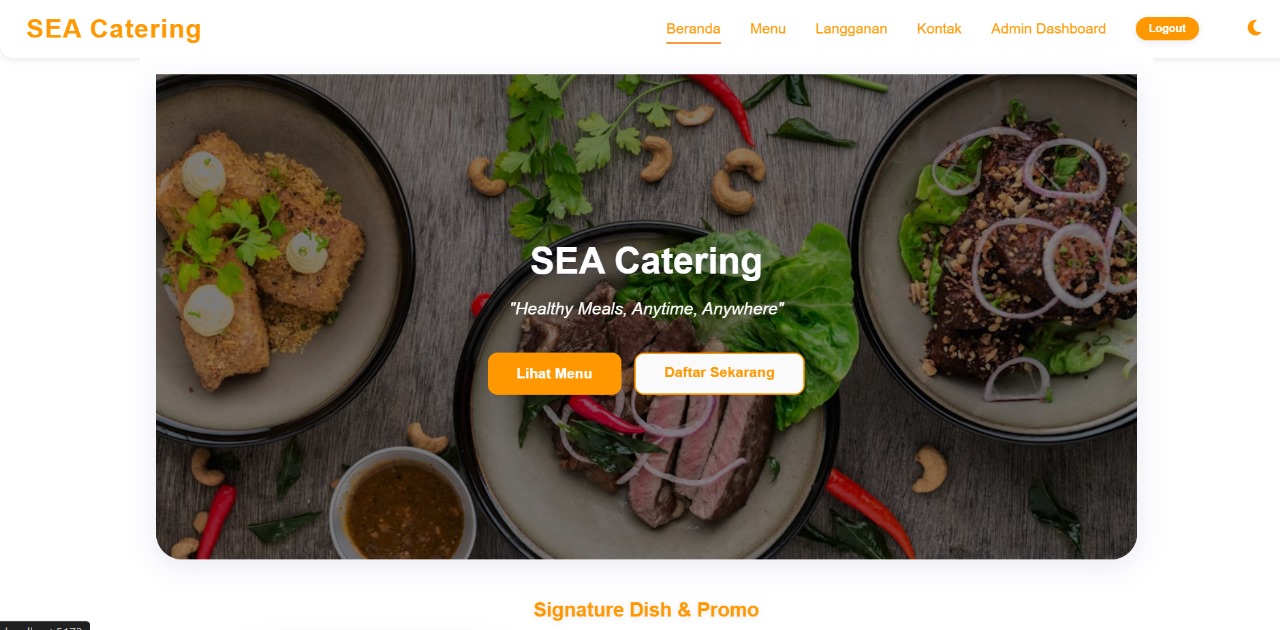 SEA Catering
Beranda Menu Langganan Kontak Admin Dashboard Logout
SEA Catering
"Healthy Meals, Anytime, Anywhere"
Lihat Menu Daftar Sekarang
Signature Dish & Promo